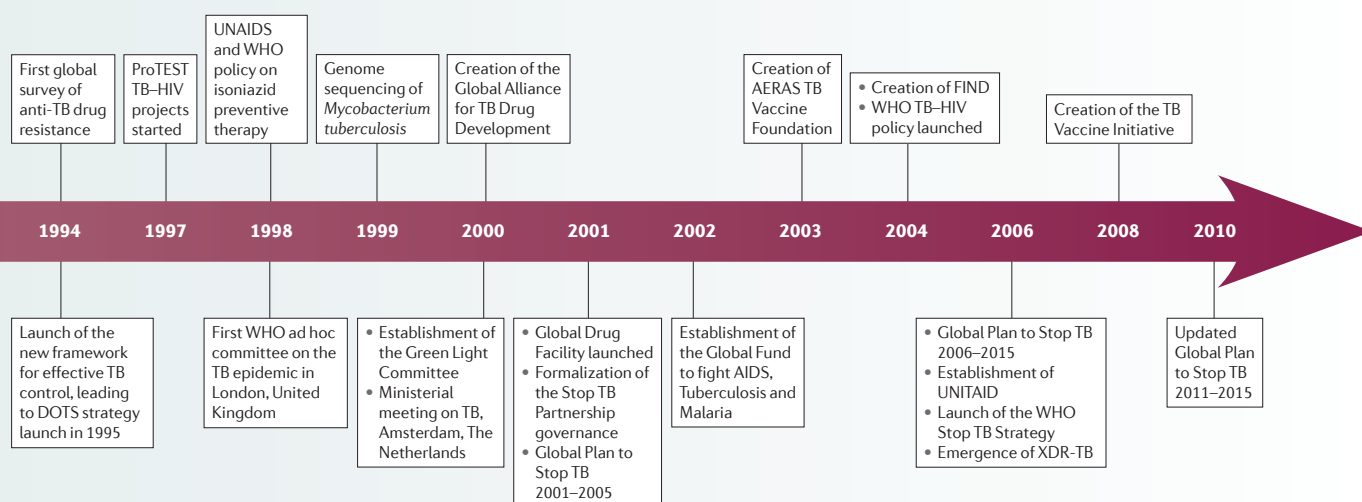 First global
survey of
anti-TB drug
resistance
ProTEST
TB–HIV
projects
started
UNAIDS
and WHO
policy on
isoniazid
preventive
therapy
Genome
sequencing of
Mycobacterium
tuberculosis
Creation of the
Global Alliance
for TB Drug
Development
Creation of
AERAS TB
Vaccine
Foundation
• Creation of FIND
• WHO TB–HIV
policy launched
Creation of the TB
Vaccine Initiative
1994 1997 1998 1999 2000 2001 2002 2003 2004 2006 2008 2010
Launch of the
new framework
for effective TB
control, leading
to DOTS strategy
launch in 1995
First WHO ad hoc
committee on the
TB epidemic in
London, United
Kingdom
• Establishment of
the Green Light
Committee
• Ministerial
meeting on TB,
Amsterdam, The
Netherlands
• Global Drug
Facility launched
• Formalization of
the Stop TB
Partnership
governance
• Global Plan to
Stop TB
2001–2005
Establishment of
the Global Fund
to fight AIDS,
Tuberculosis and
Malaria
• Global Plan to Stop TB
2006–2015
• Establishment of
UNITAID
• Launch of the WHO
Stop TB Strategy
• Emergence of XDR-TB
Updated
Global Plan
to Stop TB
2011–2015